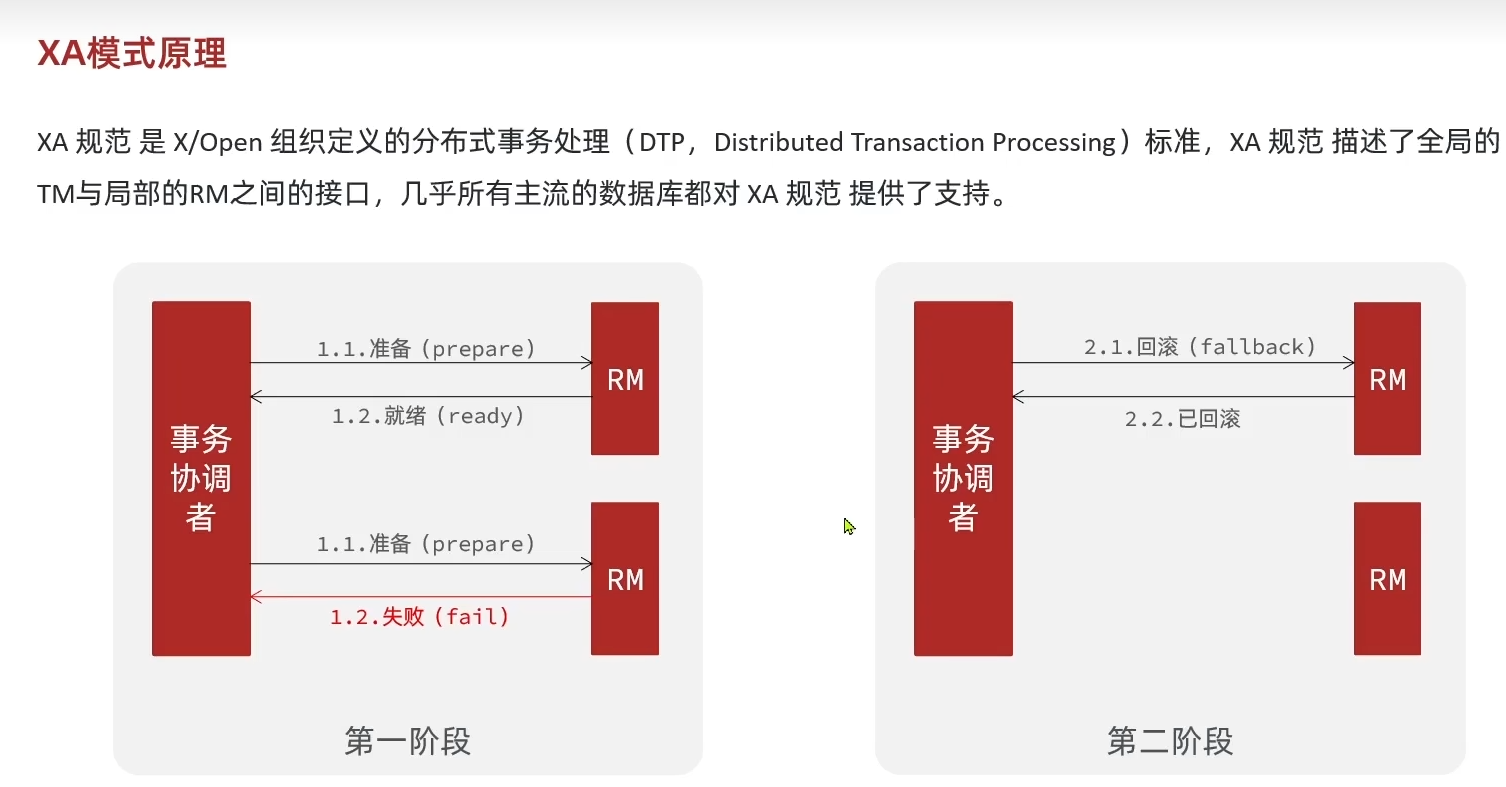 XA模式原理
XA 规范 是 X/Open 组织定义的分布式事务处理（DTP，Distributed Transaction Processing）标准，XA 规范 描述了全局的
TM与局部的RM之间的接口，几乎所有主流的数据库都对 XA 规范 提供了支持。
1.1.准备（prepare）
RM
1.2.就绪（ready）
事务
协调
者
1.1.准备（prepare）
RM
1.2.失败（fail）
第一阶段
2.1.回滚（fallback）
RM
2.2.已回滚
事务
协调
者
RM
第二阶段